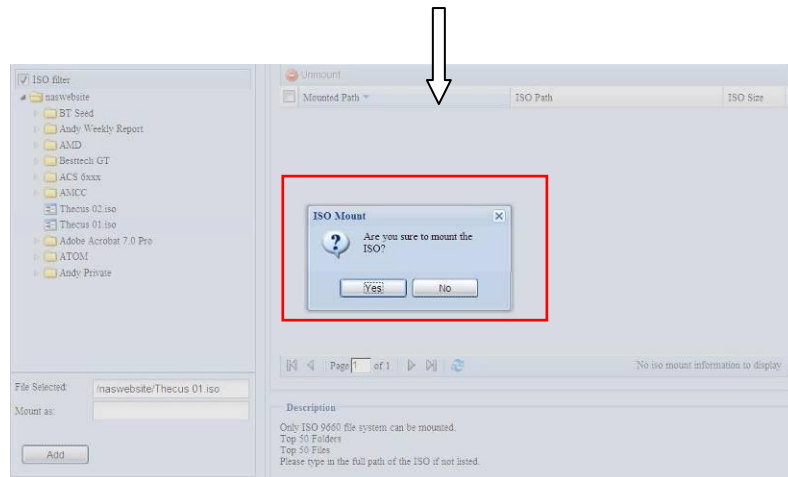 ISO filter
naswebsite
BT Seed
Andy Weekly Report
AMD
Besttech GT
ACS 6xxx
AMCC
Thecus 02.iso
Thecus 01.iso
Adobe Acrobat 7.0 Pro
ATOM
Andy Private
File Selected: /naswebsite/Thecus 01.iso
Mount as:
Add
Unmount
Mounted Path ISO Path ISO Size
ISO Mount
Are you sure to mount the
ISO?
Yes No
Page 1 of 1 No iso mount information to display
Description
Only ISO 9660 file system can be mounted.
Top 50 Folders
Top 50 Files
Please type in the full path of the ISO if not listed.